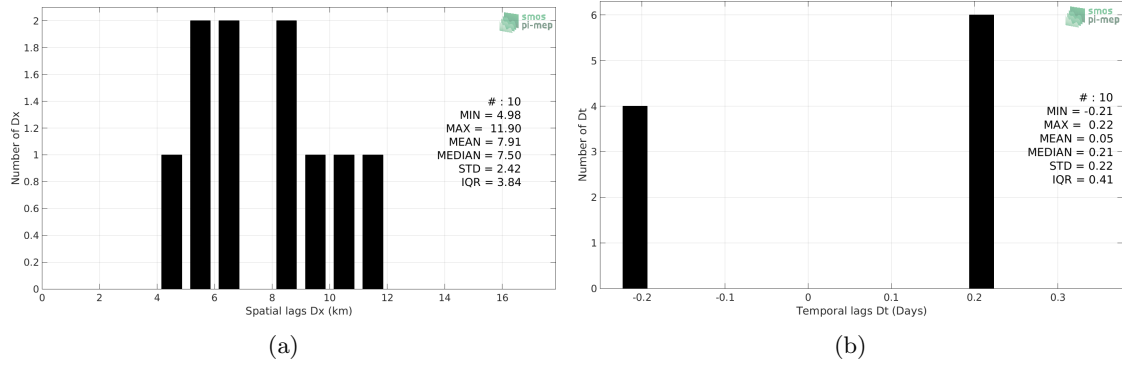 smos
pi-mep
2
1.8
1.6
1.4
1.2
1
0.8
0.6
0.4
0.2
0
Number of Dx
# : 10
MIN = 4.98
MAX = 11.90
MEAN = 7.91
MEDIAN = 7.50
STD = 2.42
IQR = 3.84
0 2 4 6 8 10 12 14 16
Spatial lags Dx (km)
(a)
smos
pi-mep
6
5
4
3
2
1
0
Number of Dt
# : 10
MIN = -0.21
MAX = 0.22
MEAN = 0.05
MEDIAN = 0.21
STD = 0.22
IQR = 0.41
-0.2 -0.1 0 0.1 0.2 0.3
Temporal lags Dt (Days)
(b)